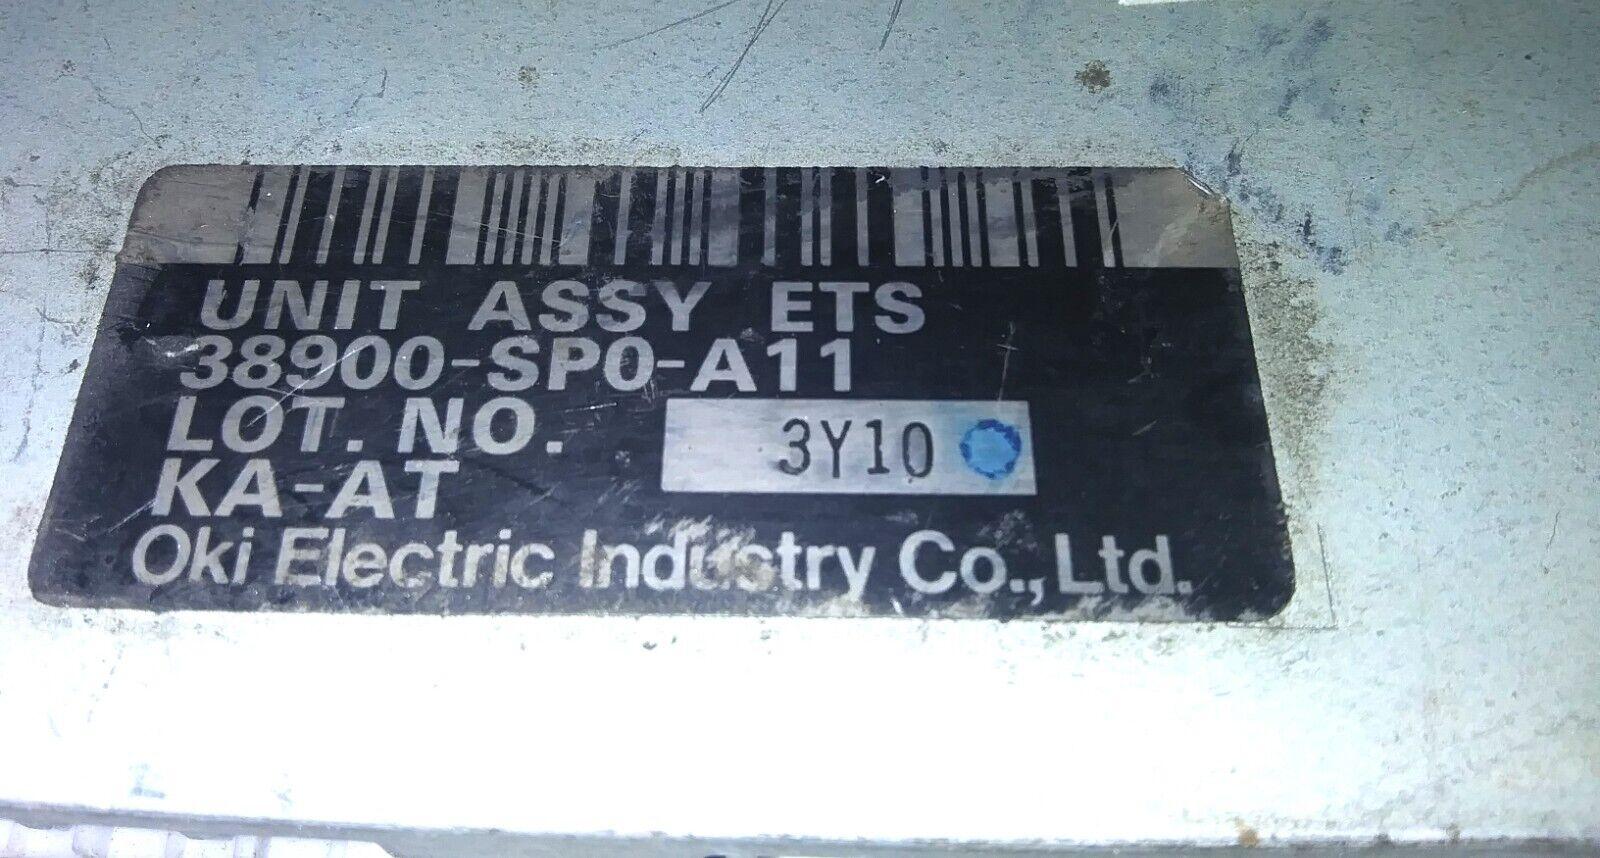 UNIT ASSY ETS
38900-SP0-A11
LOT. NO. 3Y10
KA-AT
Oki Electric Industry Co., Ltd.